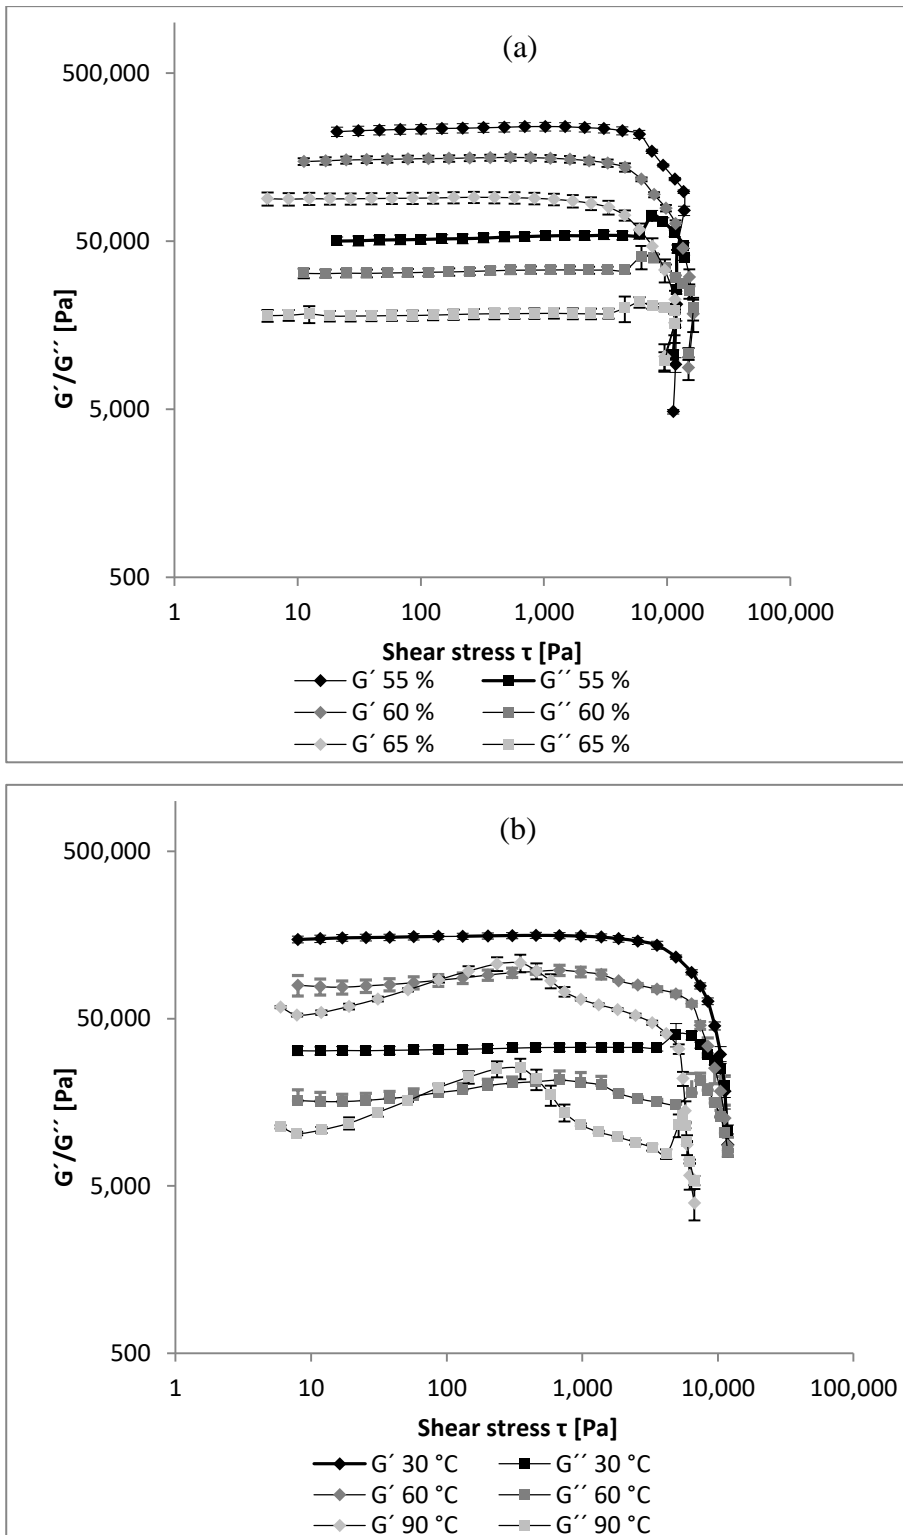 (a)
500,000
50,000
5,000
500
G´/G´´ [Pa]
1 10 100 1,000 10,000 100,000
Shear stress τ [Pa]
G´ 55 % G´´ 55 %
G´ 60 % G´´ 60 %
G´ 65 % G´´ 65 %
(b)
500,000
50,000
5,000
500
G´/G´´ [Pa]
1 10 100 1,000 10,000 100,000
Shear stress τ [Pa]
G´ 30 °C G´´ 30 °C
G´ 60 °C G´´ 60 °C
G´ 90 °C G´´ 90 °C